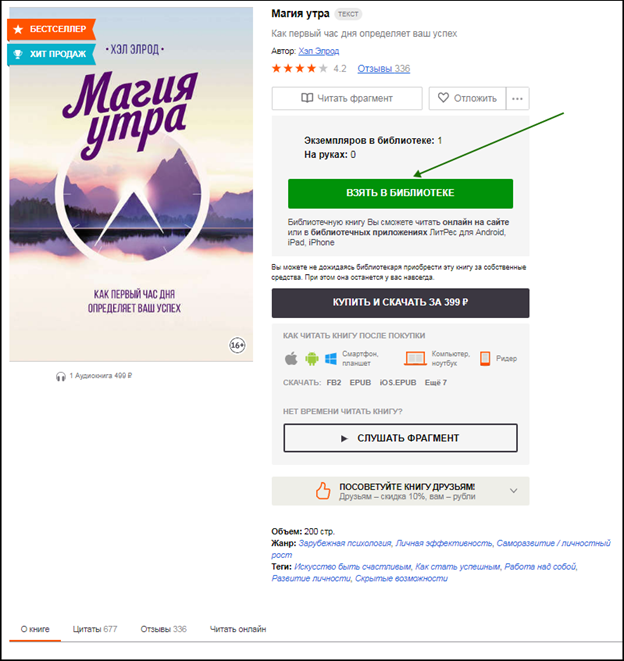 БЕСТСЕЛЛЕР
ХИТ ПРОДАЖ
· ХЭЛ ЭЛРОД ·
Магия
утра
КАК ПЕРВЫЙ ЧАС ДНЯ
ОПРЕДЕЛЯЕТ ВАШ УСПЕХ
16+
1 Аудиокнига 499 ₽
Магия утра ТЕКСТ
Как первый час дня определяет ваш успех
Автор: Хэл Элрод
4.2 Отзывы 336
Читать фрагмент
Отложить ···
Экземпляров в библиотеке: 1
На руках: 0
ВЗЯТЬ В БИБЛИОТЕКЕ
Библиотечную книгу Вы сможете читать онлайн на сайте
или в библиотечных приложениях ЛитРес для Android,
iPad, iPhone
Вы можете не дожидаясь библиотекаря приобрести эту книгу за собственные
средства. При этом она останется у вас навсегда.
КУПИТЬ И СКАЧАТЬ ЗА 399 ₽
КАК ЧИТАТЬ КНИГУ ПОСЛЕ ПОКУПКИ
Смартфон,
планшет
Компьютер,
ноутбук
Ридер
СКАЧАТЬ: FB2 EPUB iOS.EPUB Ещё 7
НЕТ ВРЕМЕНИ ЧИТАТЬ КНИГУ?
СЛУШАТЬ ФРАГМЕНТ
ПОСОВЕТУЙТЕ КНИГУ ДРУЗЬЯМ!
Друзьям – скидка 10%, вам – рубли
Объем: 200 стр.
Жанр: Зарубежная психология, Личная эффективность, Саморазвитие / личностный
рост
Теги: Искусство быть счастливым, Как стать успешным, Работа над собой,
Развитие личности, Скрытые возможности
О книге Цитаты 677 Отзывы 336 Читать онлайн